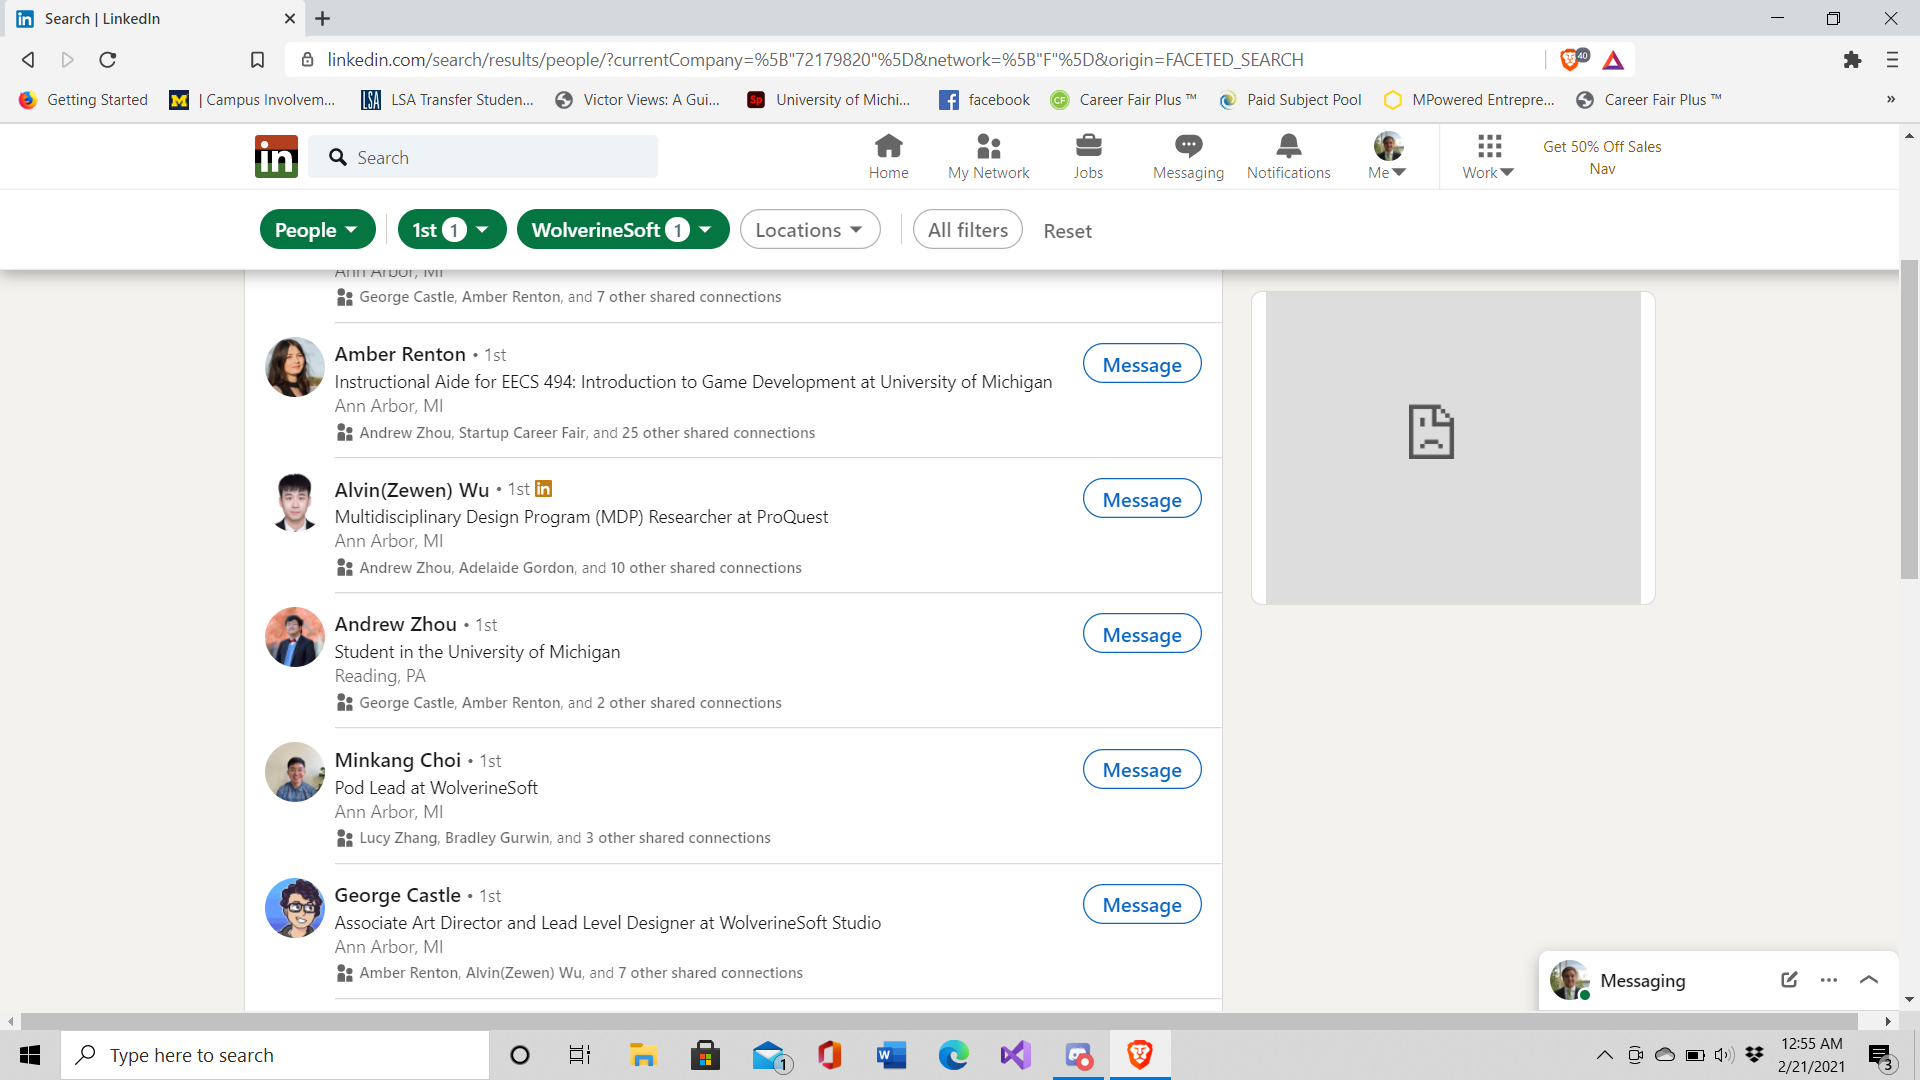 Search | LinkedIn
linkedin.com/search/results/people/?currentCompany=%5B"72179820"%5D&network=%5B"F"%5D&origin=FACETED_SEARCH
40
Getting Started
M | Campus Involvem...
LSA LSA Transfer Studen...
Victor Views: A Gui...
Sp University of Michi...
facebook
CF Career Fair Plus ™
Paid Subject Pool
MPowered Entrepre...
Career Fair Plus ™
»
in
Search
Home
My Network
Jobs
Messaging
Notifications
Me
Work
Get 50% Off Sales
Nav
People
1st 1
WolverineSoft 1
Locations
All filters
Reset
Ann Arbor, MI
George Castle, Amber Renton, and 7 other shared connections
Amber Renton • 1st
Message
Instructional Aide for EECS 494: Introduction to Game Development at University of Michigan
Ann Arbor, MI
Andrew Zhou, Startup Career Fair, and 25 other shared connections
Alvin(Zewen) Wu • 1st in
Message
Multidisciplinary Design Program (MDP) Researcher at ProQuest
Ann Arbor, MI
Andrew Zhou, Adelaide Gordon, and 10 other shared connections
Andrew Zhou • 1st
Message
Student in the University of Michigan
Reading, PA
George Castle, Amber Renton, and 2 other shared connections
Minkang Choi • 1st
Message
Pod Lead at WolverineSoft
Ann Arbor, MI
Lucy Zhang, Bradley Gurwin, and 3 other shared connections
George Castle • 1st
Message
Associate Art Director and Lead Level Designer at WolverineSoft Studio
Ann Arbor, MI
Amber Renton, Alvin(Zewen) Wu, and 7 other shared connections
Messaging
Type here to search
1
W
12:55 AM
2/21/2021
3